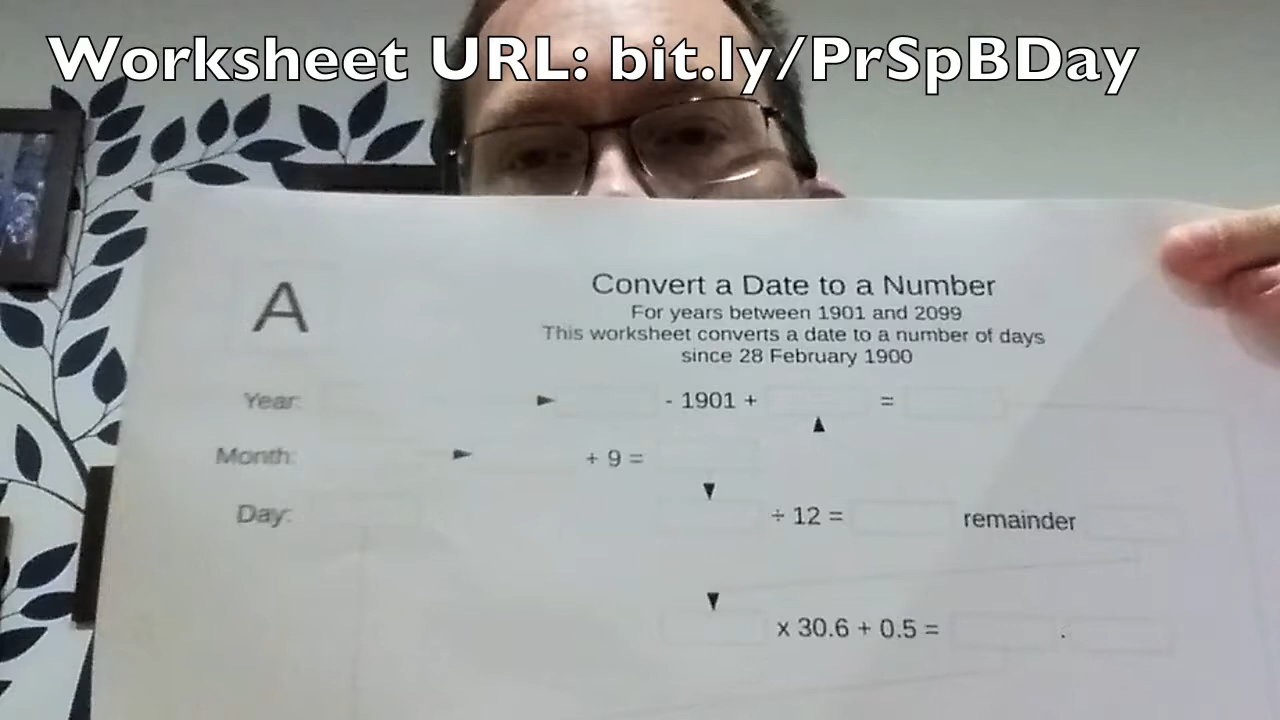 Worksheet URL: bit.ly/PrSpBDay
A
Convert a Date to a Number
For years between 1901 and 2099
This worksheet converts a date to a number of days
since 28 February 1900
Year: - 1901 + =
Month: + 9 =
Day: ÷ 12 = remainder
x 30.6 + 0.5 = .